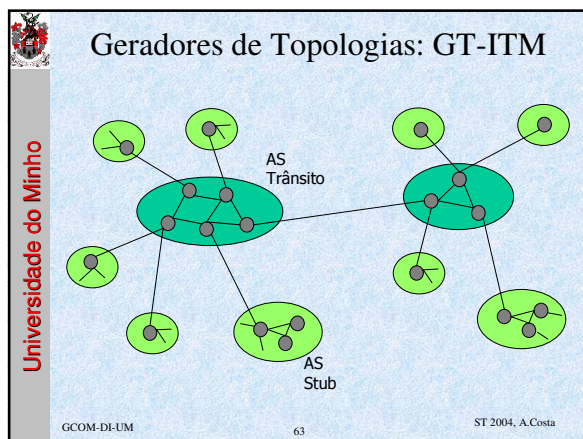 Geradores de Topologias: GT-ITM
Universidade do Minho
AS
Trânsito
AS
Stub
GCOM-DI-UM
63
ST 2004, A.Costa